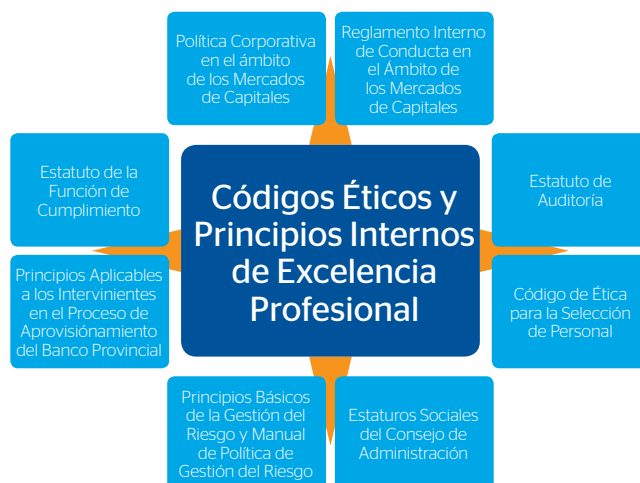 Política Corporativa
en el ámbito
de los Mercados
de Capitales
Reglamento Interno
de Conducta en
el Ámbito de
los Mercados
de Capitales
Estatuto de la
Función de
Cumplimiento
Códigos Éticos y
Principios Internos
de Excelencia
Profesional
Estatuto de
Auditoría
Principios Aplicables
a los Intervinientes
en el Proceso de
Aprovisiónamiento
del Banco Provincial
Código de Ética
para la Selección
de Personal
Principios Básicos
de la Gestión del
Riesgo y Manual
de Política de
Gestión del Riesgo
Estaturos Sociales
del Consejo de
Administración